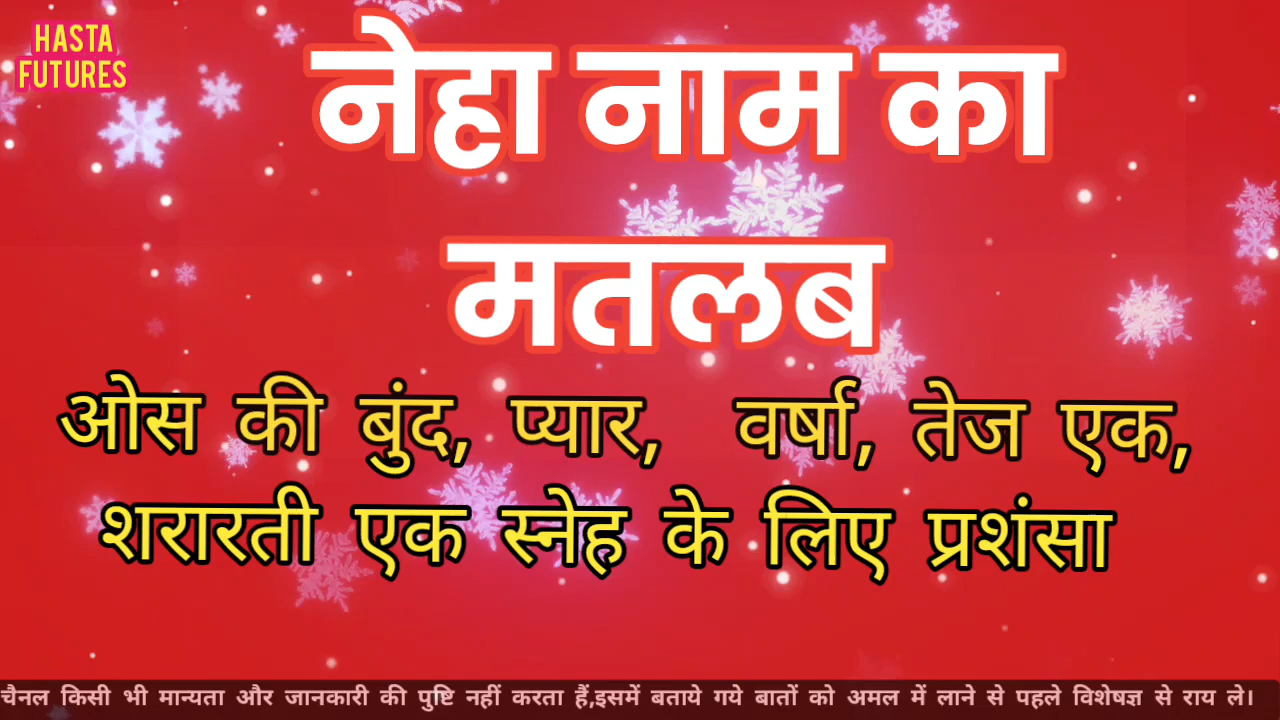 HASTA
FUTURES
नेहा नाम का
मतलब
ओस की बुंद, प्यार, वर्षा, तेज एक,
शरारती एक स्नेह के लिए प्रशंसा
चैनल किसी भी मान्यता और जानकारी की पुष्टि नहीं करता हैं,इसमें बताये गये बातों को अमल में लाने से पहले विशेषज्ञ से राय ले।